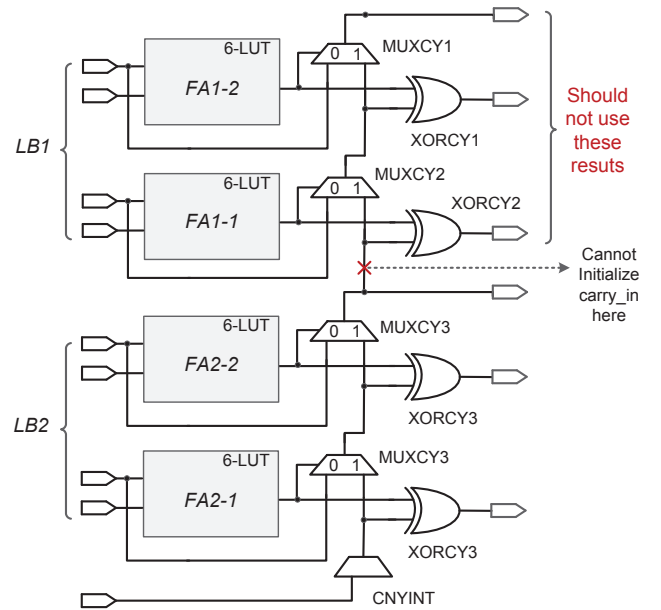 6-LUT
0 1
MUXCY1
FA1-2
XORCY1
LB1
Should
not use
these
resuts
6-LUT
0 1
MUXCY2
XORCY2
FA1-1
Cannot
Initialize
carry_in
here
6-LUT
0 1
MUXCY3
FA2-2
XORCY3
LB2
6-LUT
0 1
MUXCY3
FA2-1
XORCY3
CNYINT